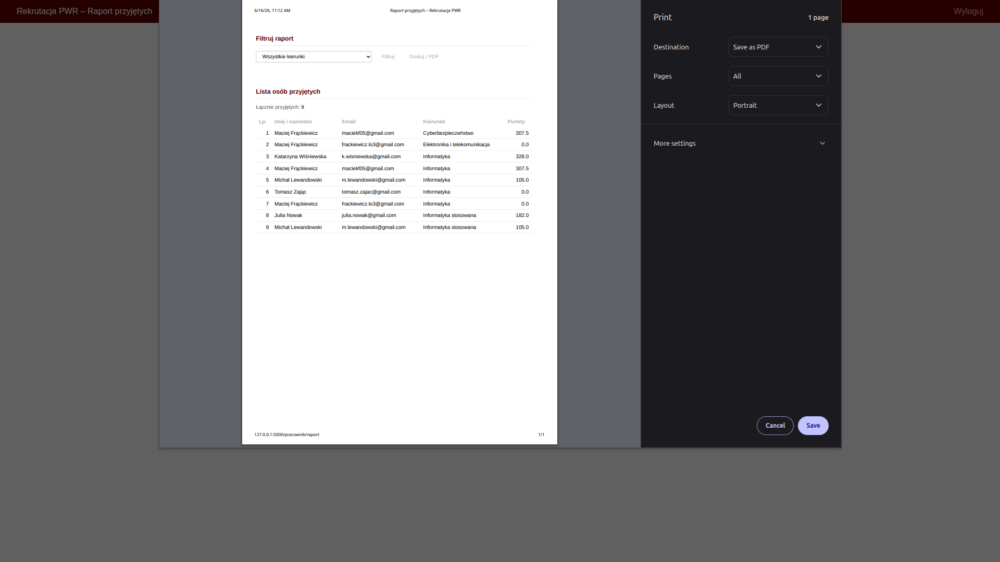 Rekrutacja PWR – Raport przyjętych
Wyloguj
6/16/26, 11:12 AM
Raport przyjętych – Rekrutacja PWR
Filtruj raport
Wszystkie kierunki
Filtruj
Drukuj / PDF
Lista osób przyjętych
Łącznie przyjętych: 9
Lp. Imię i nazwisko Email Kierunek Punkty
1 Maciej Frąckiewicz maciekf05@gmail.com Cyberbezpieczeństwo 307.5
2 Maciej Frąckiewicz frackiewicz.lo3@gmail.com Elektronika i telekomunikacja 0.0
3 Katarzyna Wiśniewska k.wisniewska@gmail.com Informatyka 328.0
4 Maciej Frąckiewicz maciekf05@gmail.com Informatyka 307.5
5 Michał Lewandowski m.lewandowski@gmail.com Informatyka 105.0
6 Tomasz Zając tomasz.zajac@gmail.com Informatyka 0.0
7 Maciej Frąckiewicz frackiewicz.lo3@gmail.com Informatyka 0.0
8 Julia Nowak julia.nowak@gmail.com Informatyka stosowana 182.0
9 Michał Lewandowski m.lewandowski@gmail.com Informatyka stosowana 105.0
127.0.0.1:5000/pracownik/raport
1/1
Print
1 page
Destination
Save as PDF
Pages
All
Layout
Portrait
More settings
Cancel
Save